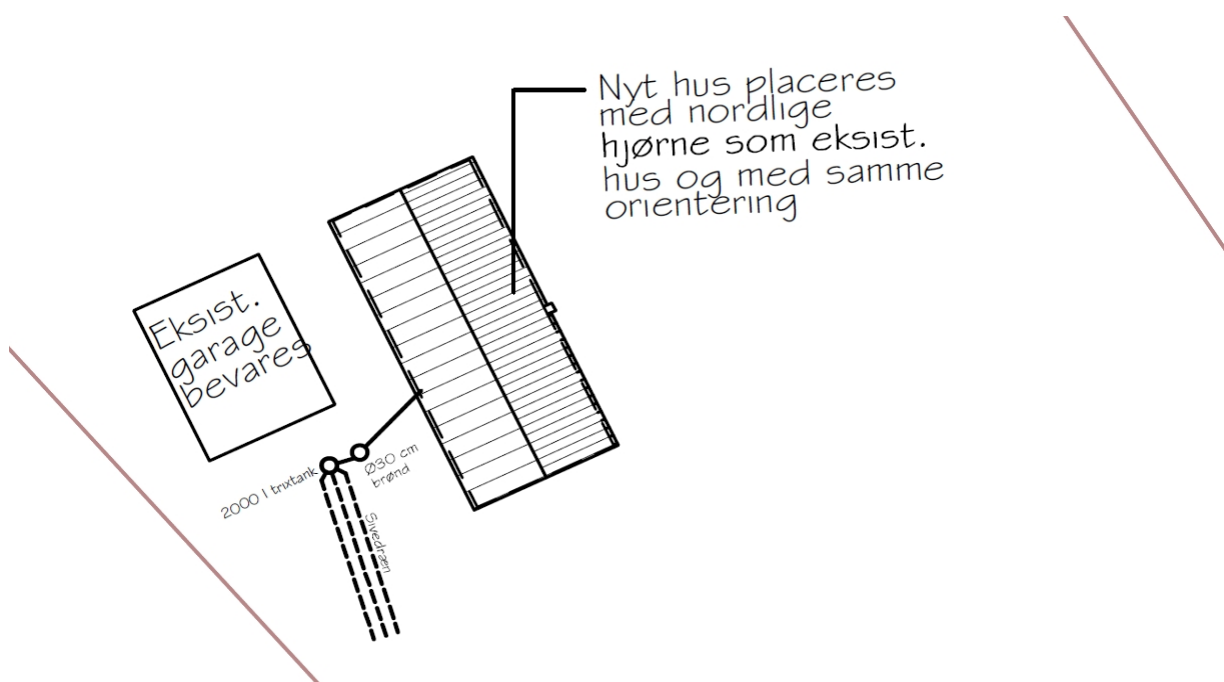 Nyt hus placeres
med nordlige
hjørne som eksist.
hus og med samme
orientering
Eksist.
garage
bevares
2000 l trixtank
Ø30 cm
brønd
Sivedræn